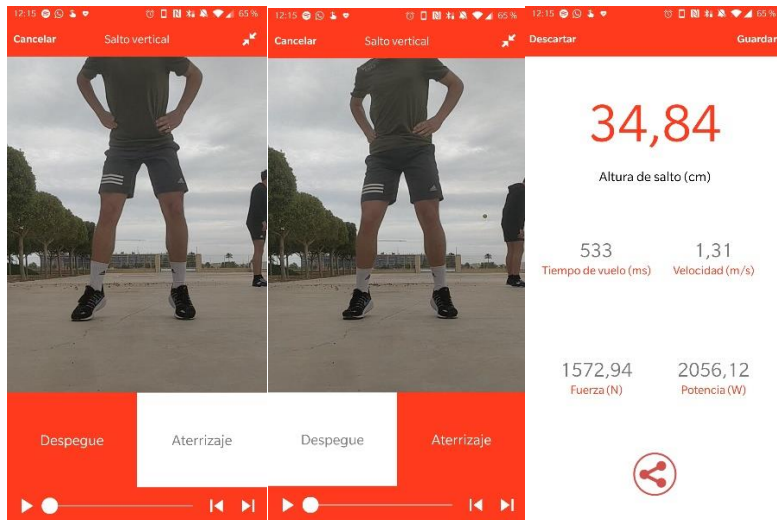 12:15 65 %
Cancelar Salto vertical
Despegue Aterrizaje
12:15 65 %
Cancelar Salto vertical
Despegue Aterrizaje
12:15 65 %
Descartar Guardar
34,84
Altura de salto (cm)
533 1,31
Tiempo de vuelo (ms) Velocidad (m/s)
1572,94 2056,12
Fuerza (N) Potencia (W)